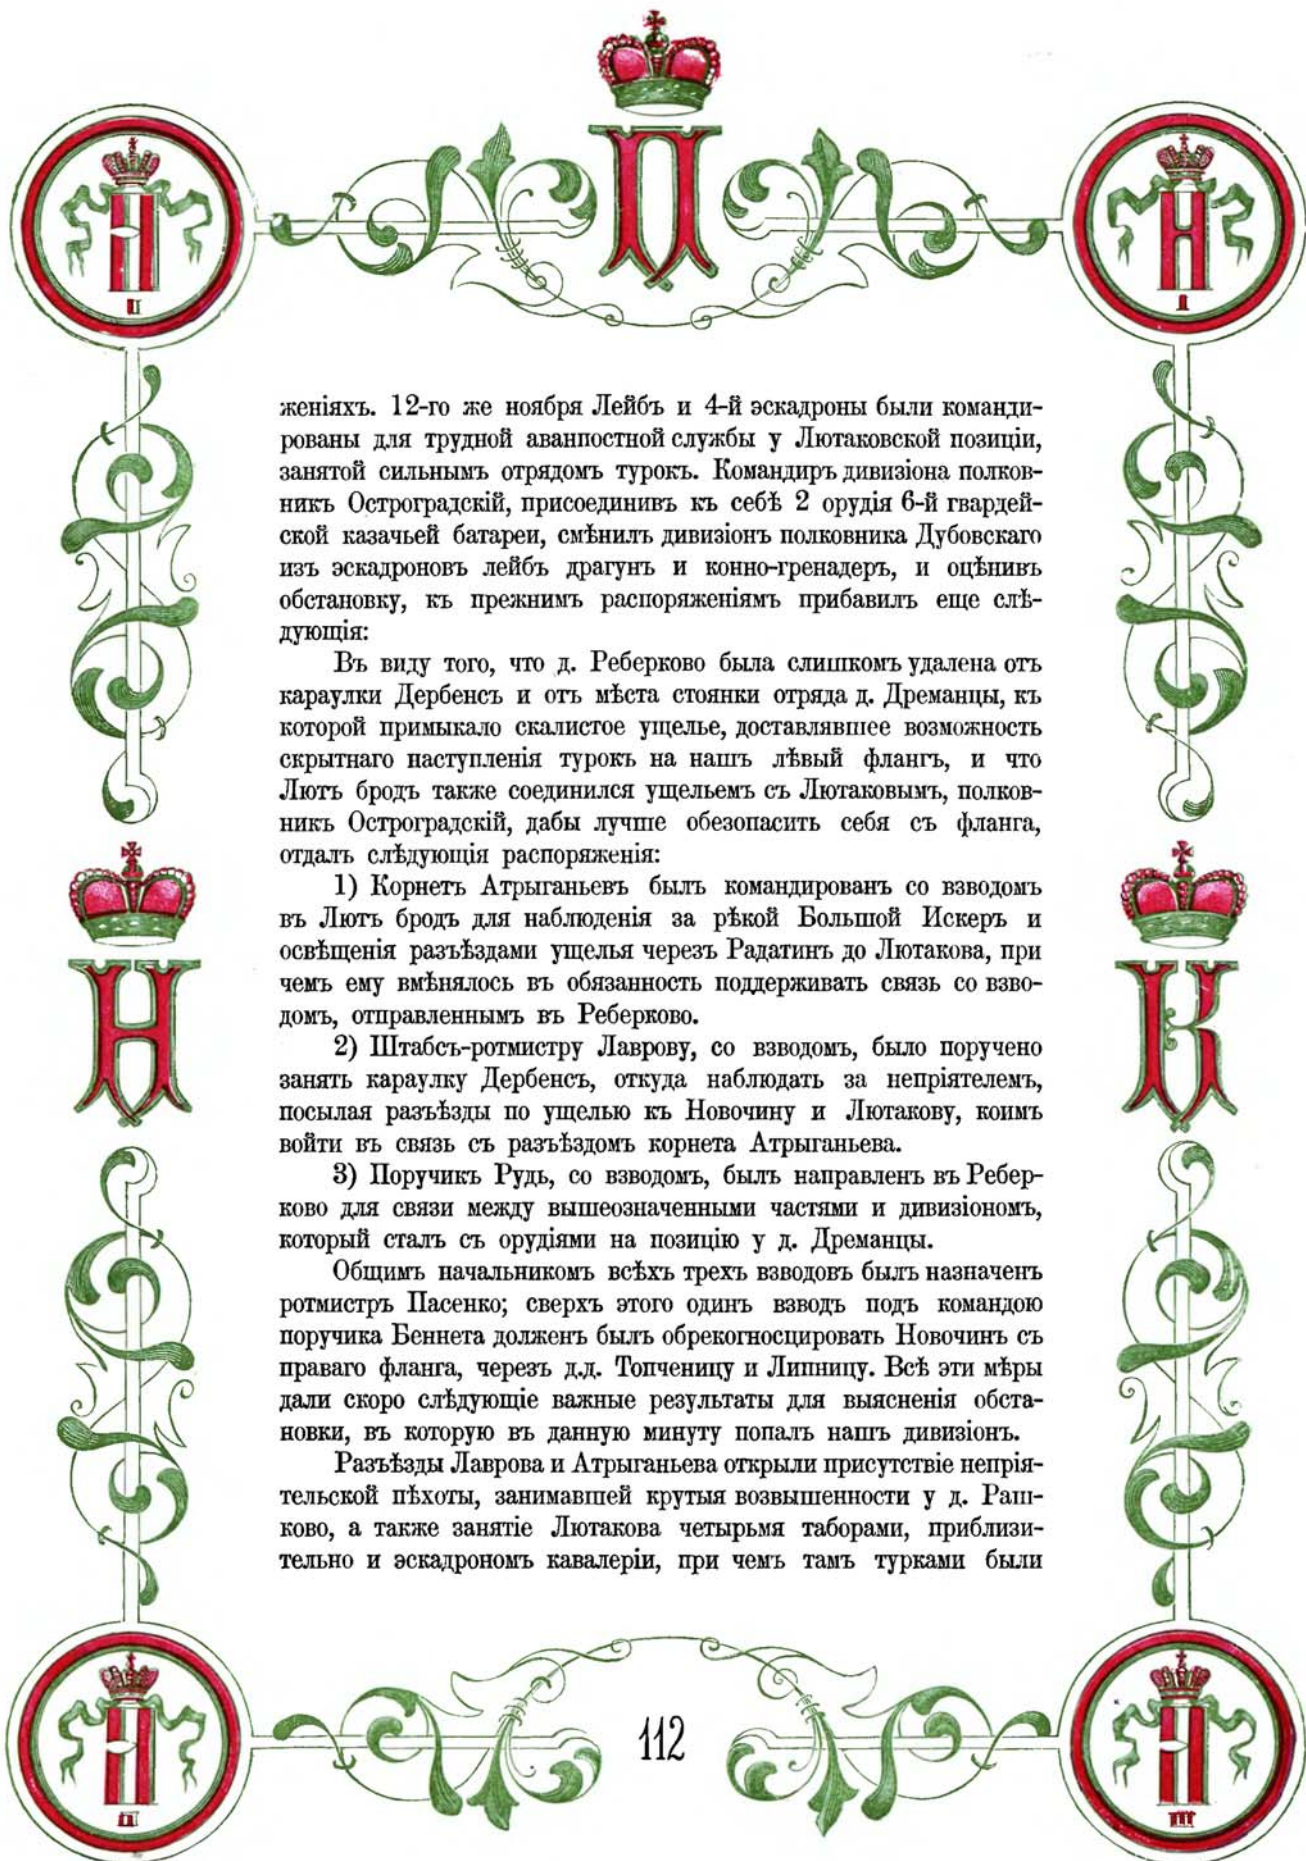 П
Н
I
женіяхъ. 12-го же ноября Лейбъ и 4-й эскадроны были команди-
рованы для трудной аванпостной службы у Лютаковской позиціи,
занятой сильнымъ отрядомъ турокъ. Командиръ дивизіона полков-
никъ Остроградскій, присоединивъ къ себѣ 2 орудія 6-й гвардей-
ской казачьей батареи, смѣнилъ дивизіонъ полковника Дубовскаго
изъ эскадроновъ лейбъ драгунъ и конно-гренадеръ, и оцѣнивъ
обстановку, къ прежнимъ распоряженіямъ прибавилъ еще слѣ-
дующія:
Въ виду того, что д. Реберково была слишкомъ удалена отъ
караулки Дербенсъ и отъ мѣста стоянки отряда д. Дреманцы, къ
которой примыкало скалистое ущелье, доставлявшее возможность
скрытнаго наступленія турокъ на нашъ лѣвый флангъ, и что
Лютъ бродъ также соединился ущельемъ съ Лютаковымъ, полков-
никъ Остроградскій, дабы лучше обезопасить себя съ фланга,
отдалъ слѣдующія распоряженія:
1) Корнетъ Атрыганьевъ былъ командированъ со взводомъ
въ Лютъ бродъ для наблюденія за рѣкой Большой Искеръ и
освѣщенія разъѣздами ущелья черезъ Радатинъ до Лютакова, при
чемъ ему вмѣнялось въ обязанность поддерживать связь со взво-
домъ, отправленнымъ въ Реберково.
2) Штабсъ-ротмистру Лаврову, со взводомъ, было поручено
занять караулку Дербенсъ, откуда наблюдать за непріятелемъ,
посылая разъѣзды по ущелью къ Новочину и Лютакову, коимъ
войти въ связь съ разъѣздомъ корнета Атрыганьева.
3) Поручикъ Рудь, со взводомъ, былъ направленъ въ Ребер-
ково для связи между вышеозначенными частями и дивизіономъ,
который сталъ съ орудіями на позицію у д. Дреманцы.
Общимъ начальникомъ всѣхъ трехъ взводовъ былъ назначенъ
ротмистръ Пасенко; сверхъ этого одинъ взводъ подъ командою
поручика Беннета долженъ былъ обрекогносцировать Новочинъ съ
праваго фланга, черезъ д.д. Топченицу и Липницу. Всѣ эти мѣры
дали скоро слѣдующіе важные результаты для выясненія обста-
новки, въ которую въ данную минуту попалъ нашъ дивизіонъ.
Разъѣзды Лаврова и Атрыганьева открыли присутствіе непрія-
тельской пѣхоты, занимавшей крутыя возвышенности у д. Раш-
ково, а также занятіе Лютакова четырьмя таборами, приблизи-
тельно и эскадрономъ кавалеріи, при чемъ тамъ турками были
Н
К
112
III